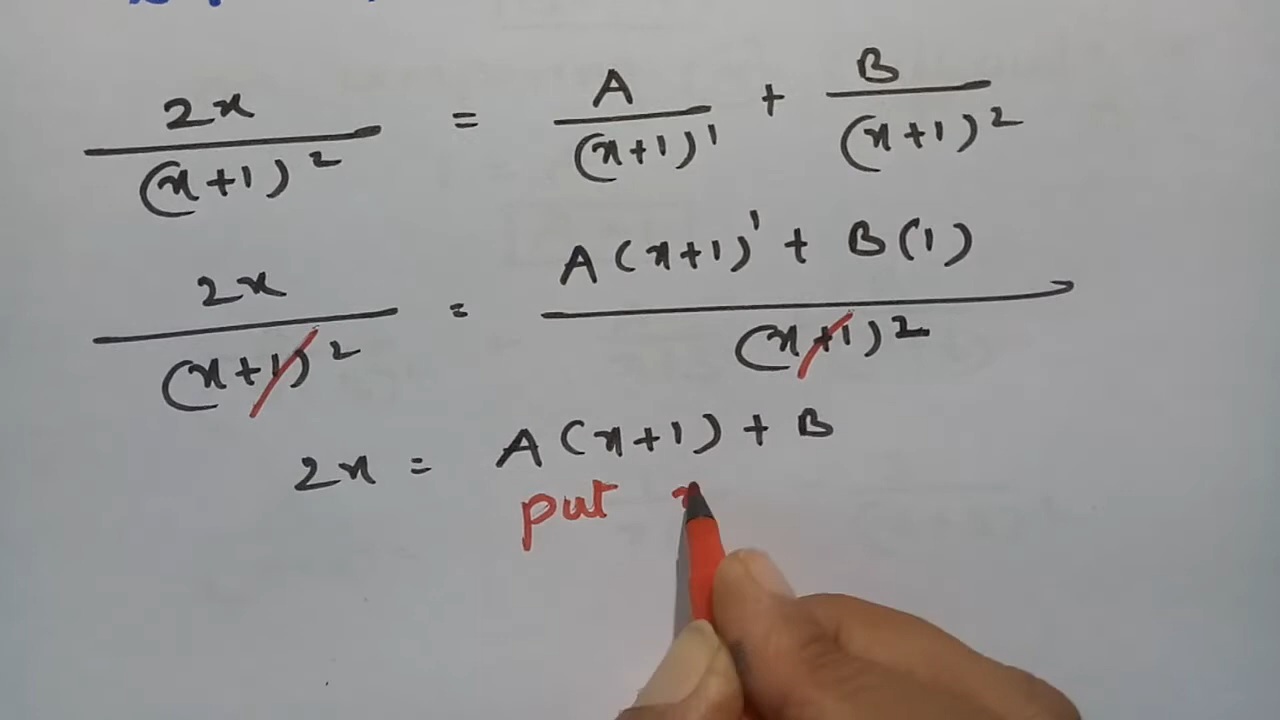 2x/(x+1)² = A/(x+1)¹ + B/(x+1)²
2x/(x+1)² = A(x+1)¹ + B(1)/(x+1)²
2x = A(x+1) + B
put